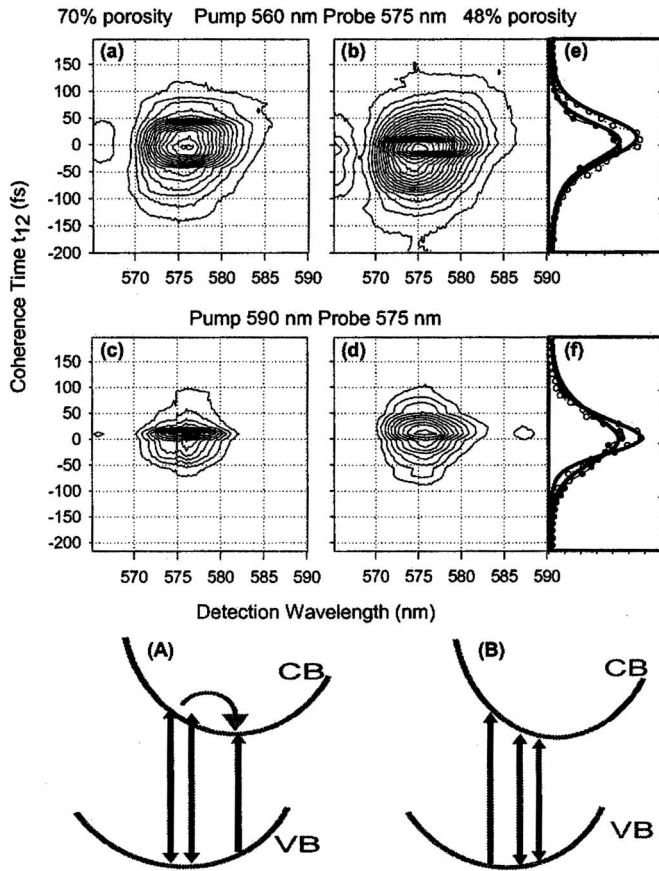 70% porosity Pump 560 nm Probe 575 nm 48% porosity
(a) (b) (e)
150
100
50
0
-50
-100
-150
-200
570 575 580 585 590 570 575 580 585 590
Coherence Time t12 (fs)
Pump 590 nm Probe 575 nm
(c) (d) (f)
150
100
50
0
-50
-100
-150
-200
570 575 580 585 590 570 575 580 585 590
Detection Wavelength (nm)
(A) (B)
CB CB
VB VB